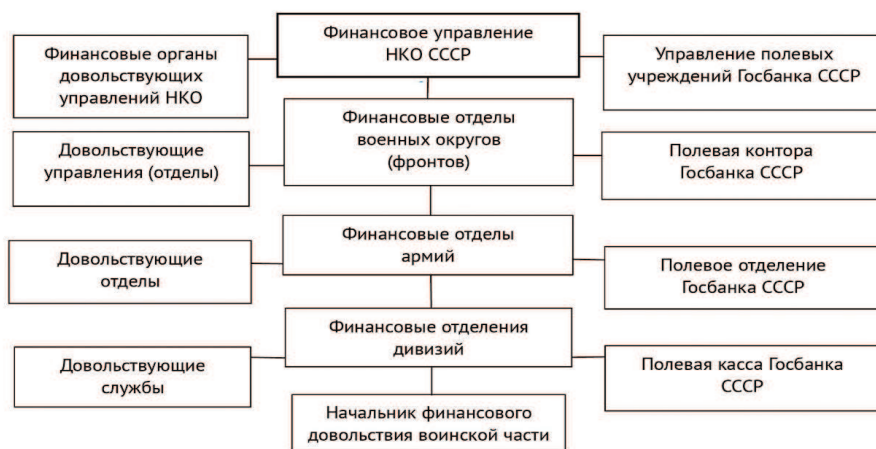 Финансовое управление
НКО СССР
Финансовые органы
довольствующих
управлений НКО
Управление полевых
учреждений Госбанка СССР
Финансовые отделы
военных округов
(фронтов)
Довольствующие
управления (отделы)
Полевая контора
Госбанка СССР
Финансовые отделы
армий
Довольствующие
отделы
Полевое отделение
Госбанка СССР
Финансовые отделения
дивизий
Довольствующие
службы
Полевая касса Госбанка
СССР
Начальник финансового
довольствия воинской части